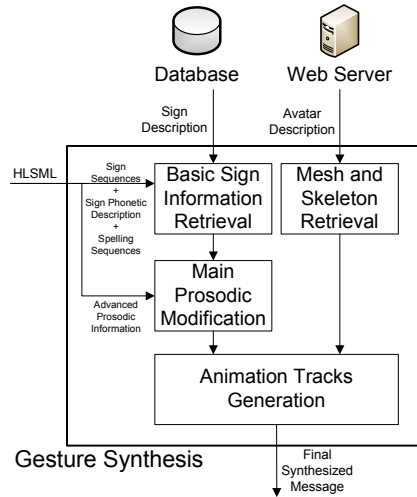 Database
Web Server
Sign
Description
Avatar
Description
HLSML
Sign
Sequences
+
Sign Phonetic
Description
+
Spelling
Sequences
Basic Sign
Information
Retrieval
Mesh and
Skeleton
Retrieval
Advanced
Prosodic
Information
Main
Prosodic
Modification
Animation Tracks
Generation
Gesture Synthesis
Final
Synthesized
Message